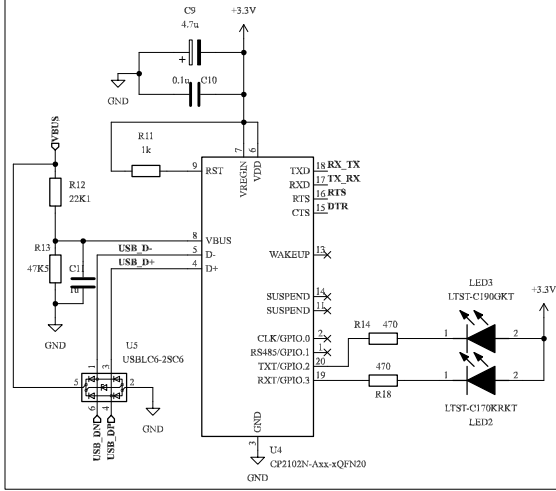 C9
4.7u
+3.3V
0.1u C10
GND
VBUS
R11
1k
7
6
9 RST
VREGIN
VDD
TXD 18 RX_TX
RXD 17 TX_RX
RTS 16 RTS
CTS 15 DTR
R12
22K1
8 VBUS
USB_D- 5 D-
USB_D+ 4 D+
WAKEUP 13
R13
47K5
C11
1u
GND
SUSPEND 14
SUSPEND 11
CLK/GPIO.0 2
RS485/GPIO.1 1
TXT/GPIO.2 20
RXT/GPIO.3 19
LED3
LTST-C190GKT
+3.3V
R14 470
1 2
470
R18
1 2
LTST-C170KRKT
LED2
U5
USBLC6-2SC6
1 3
5 2
6 4
GND
USB_DN
USB_DP
GND
3
U4
CP2102N-Axx-xQFN20
GND